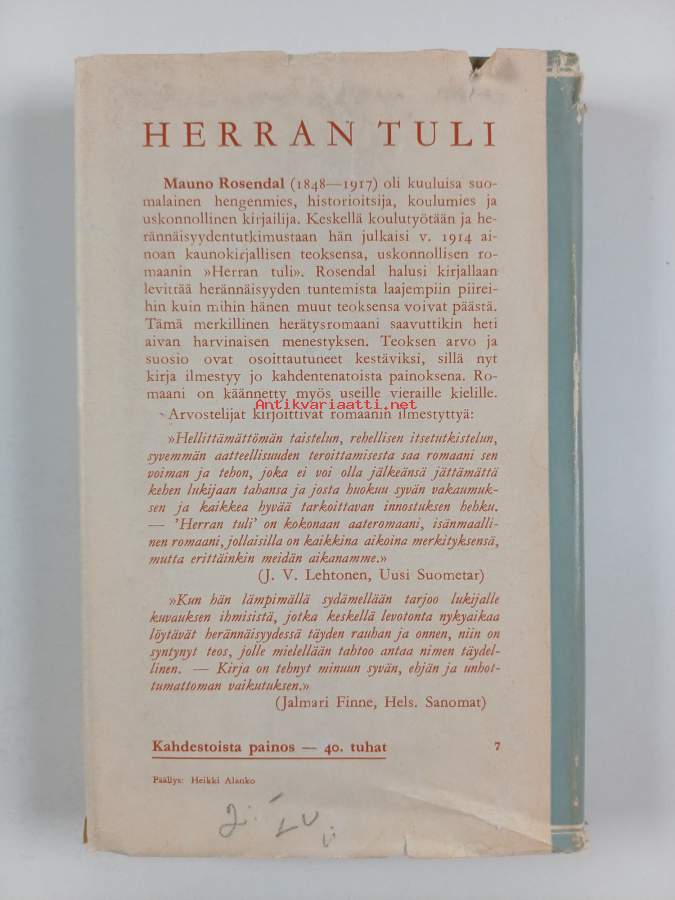 HERRAN TULI
Mauno Rosendal (1848—1917) oli kuuluisa suo-
malainen hengenmies, historioitsija, koulumies ja
uskonnollinen kirjailija. Keskellä koulutyötään ja he-
rännäisyydentutkimustaan hän julkaisi v. 1914 ai-
noan kaunokirjallisen teoksensa, uskonnollisen ro-
maanin »Herran tuli». Rosendal halusi kirjallaan
levittää herännäisyyden tuntemista laajempiin piirei-
hin kuin mihin hänen muut teoksensa voivat päästä.
Tämä merkillinen herätysromaani saavuttikin heti
aivan harvinaisen menestyksen. Teoksen arvo ja
suosio ovat osoittautuneet kestäviksi, sillä nyt
kirja ilmestyy jo kahdentenatoista painoksena. Ro-
maani on käännetty myös useille vieraille kielille.
Antikvariaatti.net
Arvostelijat kirjoittivat romaanin ilmestyttyä:
»Hellittämättömän taistelun, rehellisen itsetutkistelun,
syvemmän aatteellisuuden teroittamisesta saa romaani sen
voiman ja tehon, joka ei voi olla jälkeänsä jättämättä
kehen lukijaan tahansa ja josta huokuu syvän vakaumuk-
sen ja kaikkea hyvää tarkoittavan innostuksen hehku.
— 'Herran tuli' on kokonaan aateromaani, isänmaalli-
nen romaani, jollaisilla on kaikkina aikoina merkityksensä,
mutta erittäinkin meidän aikanamme.»
(J. V. Lehtonen, Uusi Suometar)
»Kun hän lämpimällä sydämellään tarjoo lukijalle
kuvauksen ihmisistä, jotka keskellä levotonta nykyaikaa
löytävät herännäisyydessä täyden rauhan ja onnen, niin on
syntynyt teos, jolle mielellään tahtoo antaa nimen täydel-
linen. — Kirja on tehnyt minuun syvän, ehjän ja unhot-
tumattoman vaikutuksen.»
(Jalmari Finne, Hels. Sanomat)
Kahdestoista painos — 40. tuhat 7
Päällys: Heikki Alanko